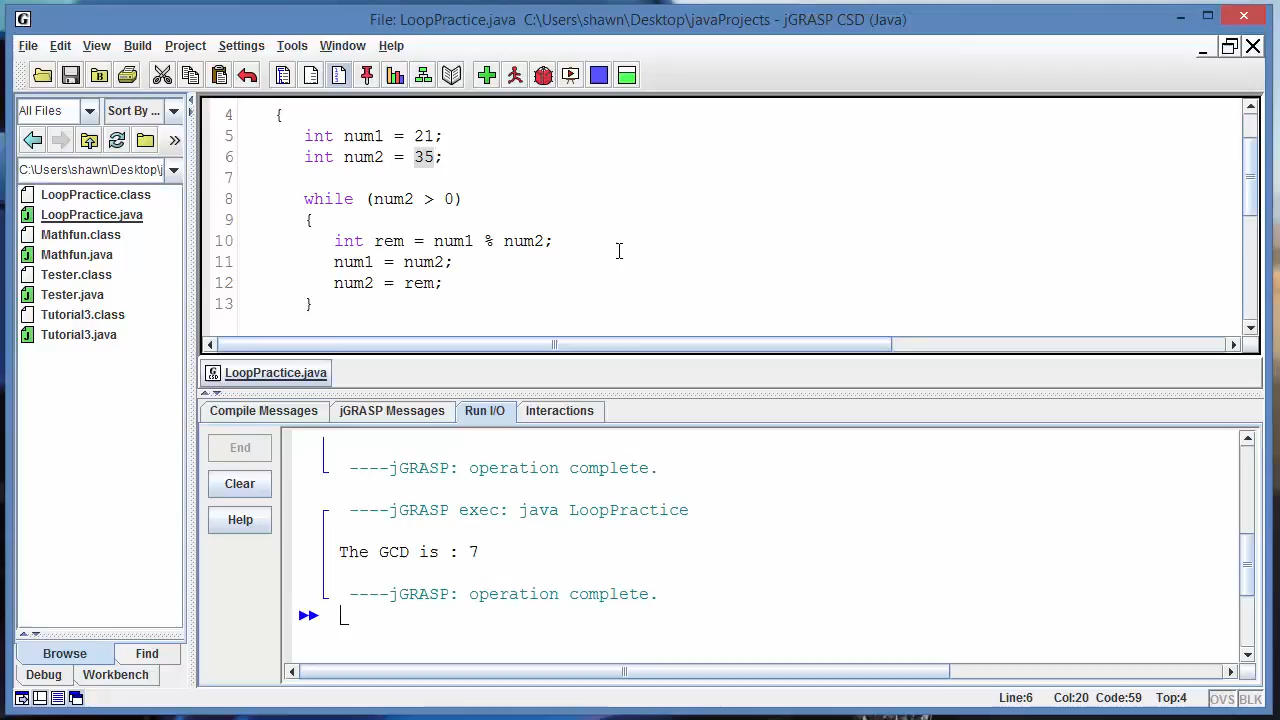 File: LoopPractice.java  C:\Users\shawn\Desktop\javaProjects - jGRASP CSD (Java)
File Edit View Build Project Settings Tools Window Help
All Files Sort By ...
C:\Users\shawn\Desktop\j
LoopPractice.class
LoopPractice.java
Mathfun.class
Mathfun.java
Tester.class
Tester.java
Tutorial3.class
Tutorial3.java
Browse Find
Debug Workbench
4 {
5 int num1 = 21;
6 int num2 = 35;
7
8 while (num2 > 0)
9 {
10 int rem = num1 % num2;
11 num1 = num2;
12 num2 = rem;
13 }
LoopPractice.java
Compile Messages jGRASP Messages Run I/O Interactions
End
Clear
Help
----jGRASP: operation complete.
----jGRASP exec: java LoopPractice
The GCD is : 7
----jGRASP: operation complete.
Line:6 Col:20 Code:59 Top:4 OVS BLK